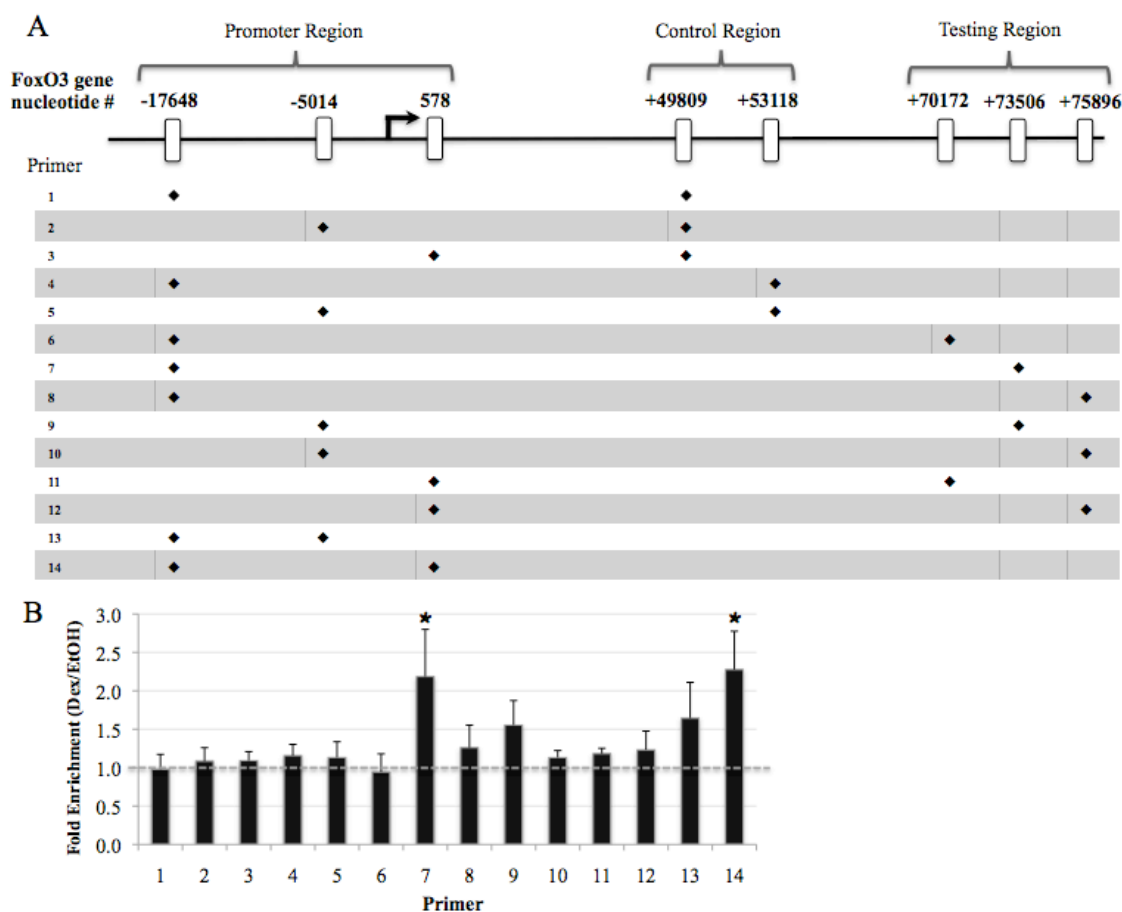 A
Promoter Region Control Region Testing Region
FoxO3 gene
nucleotide # -17648 -5014 578 +49809 +53118 +70172 +73506 +75896
Primer
1
2
3
4
5
6
7
8
9
10
11
12
13
14
B
Fold Enrichment (Dex/EtOH)
3.0
2.5
2.0
1.5
1.0
0.5
0.0
* *
1 2 3 4 5 6 7 8 9 10 11 12 13 14
Primer